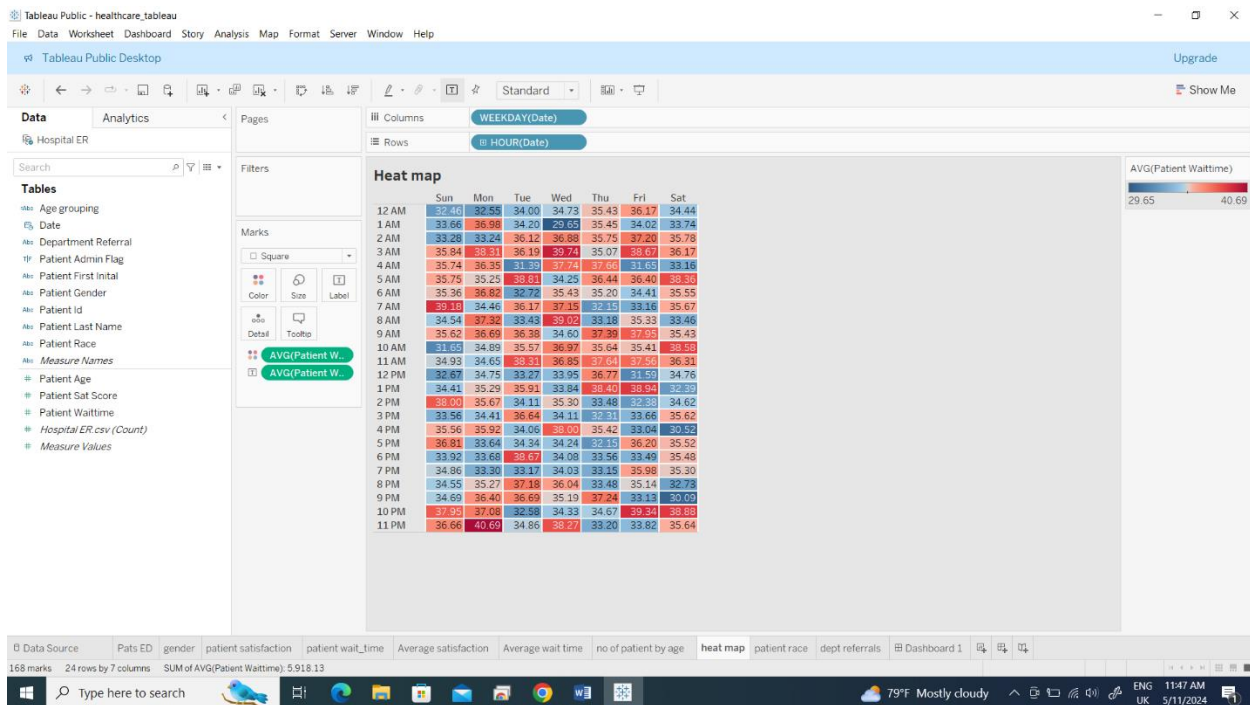 Tableau Public - healthcare_tableau
File Data Worksheet Dashboard Story Analysis Map Format Server Window Help
Tableau Public Desktop Upgrade
Standard Show Me
Data Analytics
Hospital ER
Search
Tables
Abc Age grouping
Date
Abc Department Referral
T|F Patient Admin Flag
Abc Patient First Inital
Abc Patient Gender
Abc Patient Id
Abc Patient Last Name
Abc Patient Race
Abc Measure Names
# Patient Age
# Patient Sat Score
# Patient Waittime
# Hospital ER.csv (Count)
# Measure Values
Pages
Filters
Marks
Square
Color Size Label
Detail Tooltip
AVG(Patient W..
AVG(Patient W..
Columns WEEKDAY(Date)
Rows HOUR(Date)
Heat map
Sun Mon Tue Wed Thu Fri Sat
12 AM 32.46 32.55 34.00 34.73 35.43 36.17 34.44
1 AM 33.66 36.98 34.20 29.65 35.45 34.02 33.74
2 AM 33.28 33.24 36.12 36.88 35.75 37.20 35.78
3 AM 35.84 38.31 36.19 39.74 35.07 38.67 36.17
4 AM 35.74 36.35 31.39 37.74 37.66 31.65 33.16
5 AM 35.75 35.25 38.81 34.25 36.44 36.40 38.36
6 AM 35.36 36.82 32.72 35.43 35.20 34.41 35.55
7 AM 39.18 34.46 36.17 37.15 32.15 33.16 35.67
8 AM 34.54 37.32 33.43 39.02 33.18 35.33 33.46
9 AM 35.62 36.69 36.38 34.60 37.39 37.95 35.43
10 AM 31.65 34.89 35.57 36.97 35.64 35.41 38.58
11 AM 34.93 34.65 38.31 36.85 37.64 37.56 36.31
12 PM 32.67 34.75 33.27 33.95 36.77 31.59 34.76
1 PM 34.41 35.29 35.91 33.84 38.40 38.94 32.39
2 PM 38.00 35.67 34.11 35.30 33.48 32.38 34.62
3 PM 33.56 34.41 36.64 34.11 32.31 33.66 35.62
4 PM 35.56 35.92 34.06 38.00 35.42 33.04 30.52
5 PM 36.81 33.64 34.34 34.24 32.15 36.20 35.52
6 PM 33.92 33.68 38.67 34.08 33.56 33.49 35.48
7 PM 34.86 33.30 33.17 34.03 33.15 35.98 35.30
8 PM 34.55 35.27 37.18 36.04 33.48 35.14 32.73
9 PM 34.69 36.40 36.69 35.19 37.24 33.13 30.09
10 PM 37.95 37.08 32.58 34.33 34.67 39.34 38.88
11 PM 36.66 40.69 34.86 38.27 33.20 33.82 35.64
AVG(Patient Waittime)
29.65 40.69
Data Source Pats ED gender patient satisfaction patient wait_time Average satisfaction Average wait time no of patient by age heat map patient race dept referrals Dashboard 1
168 marks 24 rows by 7 columns SUM of AVG(Patient Waittime): 5,918.13
Type here to search 79°F Mostly cloudy ENG 11:47 AM
UK 5/11/2024